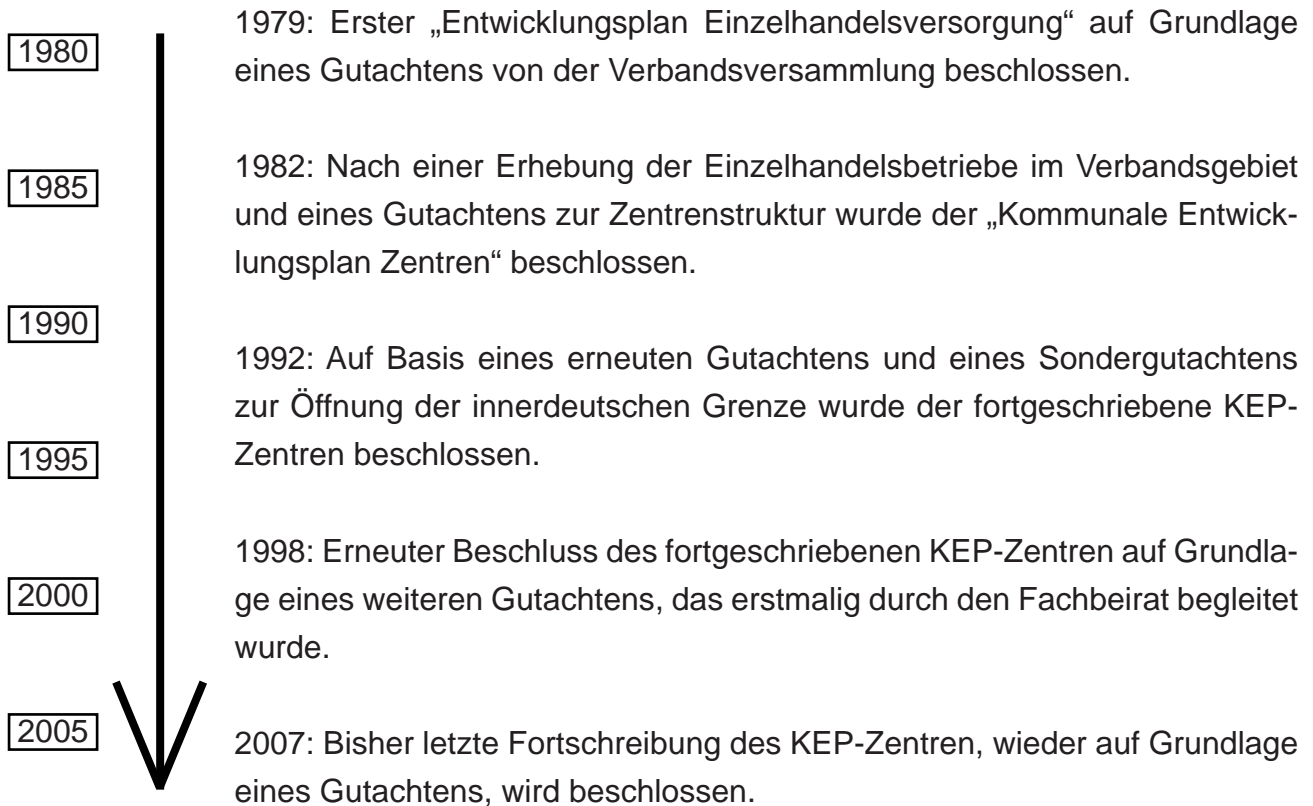 1979: Erster „Entwicklungsplan Einzelhandelsversorgung“ auf Grundlage
1980
eines Gutachtens von der Verbandsversammlung beschlossen.
1982: Nach einer Erhebung der Einzelhandelsbetriebe im Verbandsgebiet
1985
und eines Gutachtens zur Zentrenstruktur wurde der „Kommunale Entwick-
lungsplan Zentren“ beschlossen.
1990
1992: Auf Basis eines erneuten Gutachtens und eines Sondergutachtens
zur Öffnung der innerdeutschen Grenze wurde der fortgeschriebene KEP-
1995
Zentren beschlossen.
1998: Erneuter Beschluss des fortgeschriebenen KEP-Zentren auf Grundla-
2000
ge eines weiteren Gutachtens, das erstmalig durch den Fachbeirat begleitet
wurde.
2005
2007: Bisher letzte Fortschreibung des KEP-Zentren, wieder auf Grundlage
eines Gutachtens, wird beschlossen.